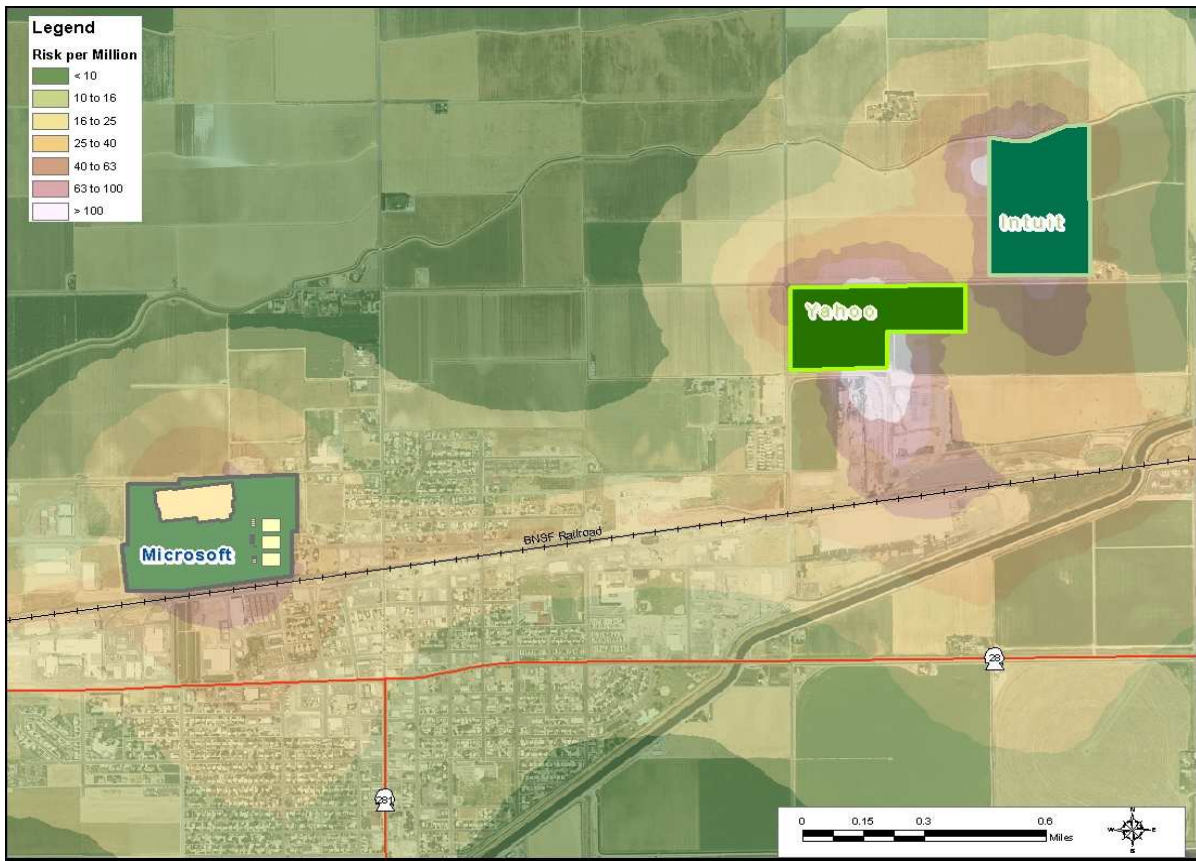 Legend
Risk per Million
< 10
10 to 16
16 to 25
25 to 40
40 to 63
63 to 100
> 100
Intuit
Yahoo
Microsoft
BNSF Railroad
28
281
0 0.15 0.3 0.6
Miles
N
W E
S